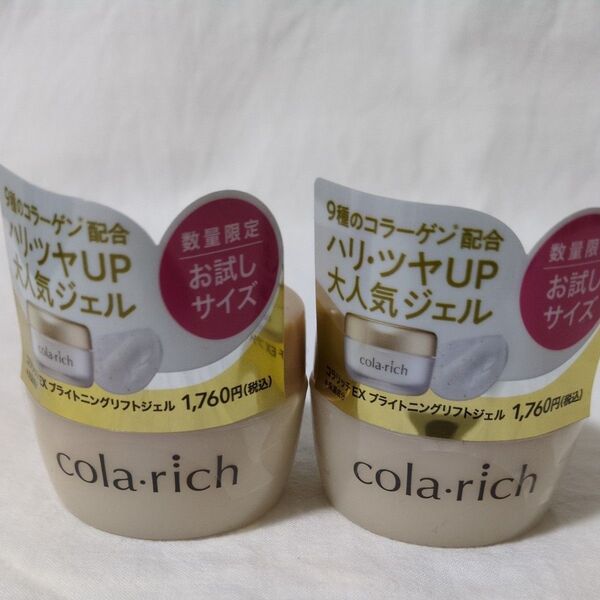 9種のコラーゲン*配合
ハリ・ツヤUP
大人気ジェル
数量限定
お試し
サイズ
cola・rich
EX ブライトニングリフトジェル 1,760円(税込)
cola・rich
9種のコラーゲン*配合
ハリ・ツヤUP
大人気ジェル
数量限
お試し
サイズ
cola・rich
コラリッチEX ブライトニングリフトジェル 1,760円(税込)
cola・rich